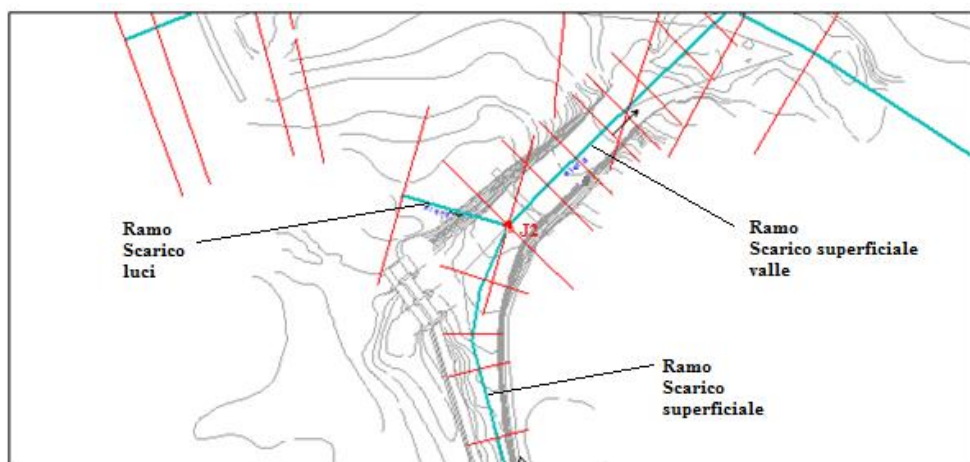 Ramo
Scarico
luci
J2
Ramo
Scarico superficiale
valle
Ramo
Scarico
superficiale